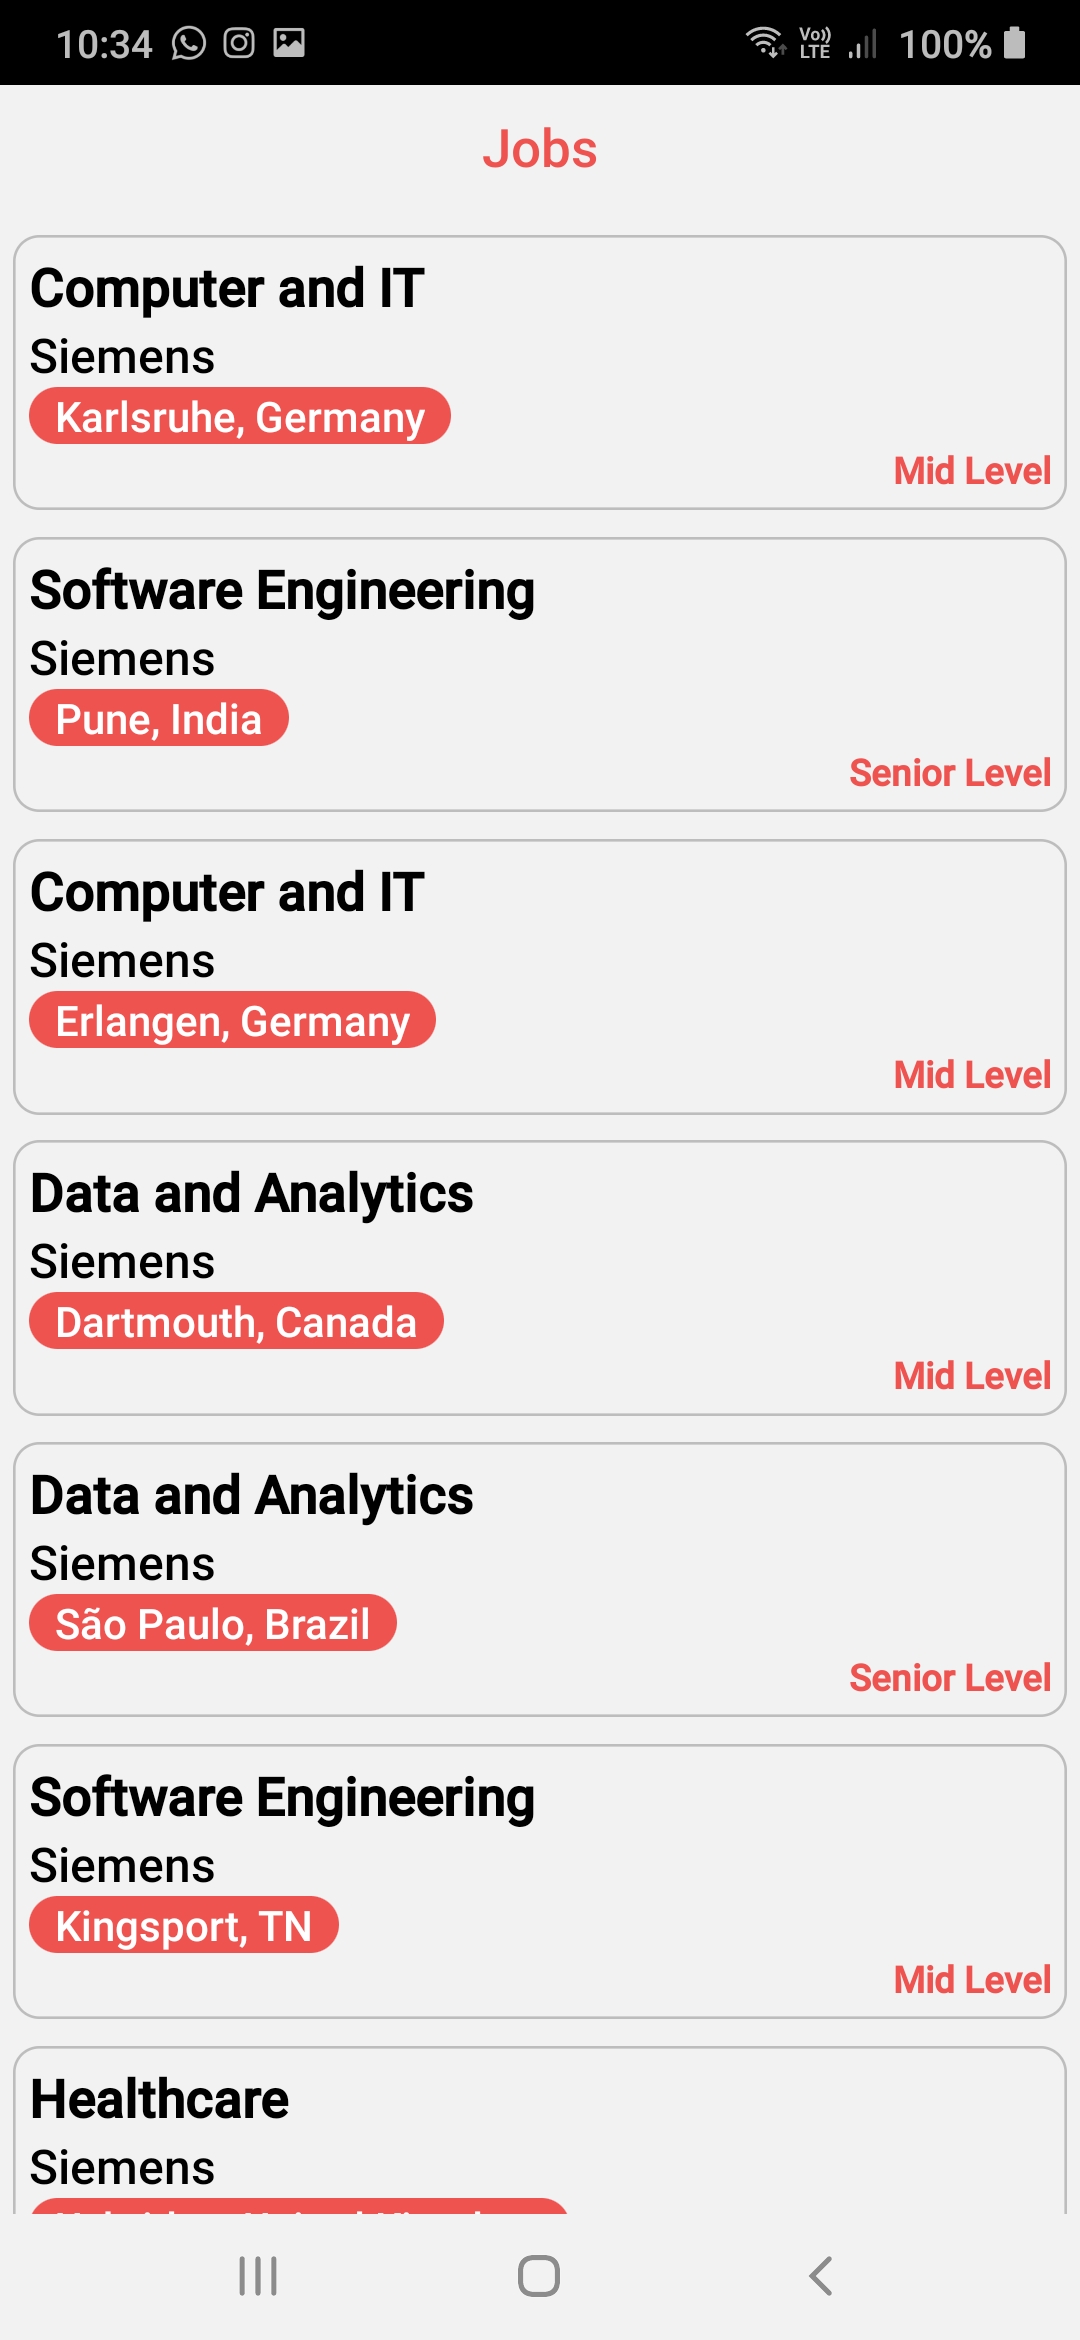 10:34 Vo)) LTE 100%
Jobs
Computer and IT
Siemens
Karlsruhe, Germany
Mid Level
Software Engineering
Siemens
Pune, India
Senior Level
Computer and IT
Siemens
Erlangen, Germany
Mid Level
Data and Analytics
Siemens
Dartmouth, Canada
Mid Level
Data and Analytics
Siemens
São Paulo, Brazil
Senior Level
Software Engineering
Siemens
Kingsport, TN
Mid Level
Healthcare
Siemens